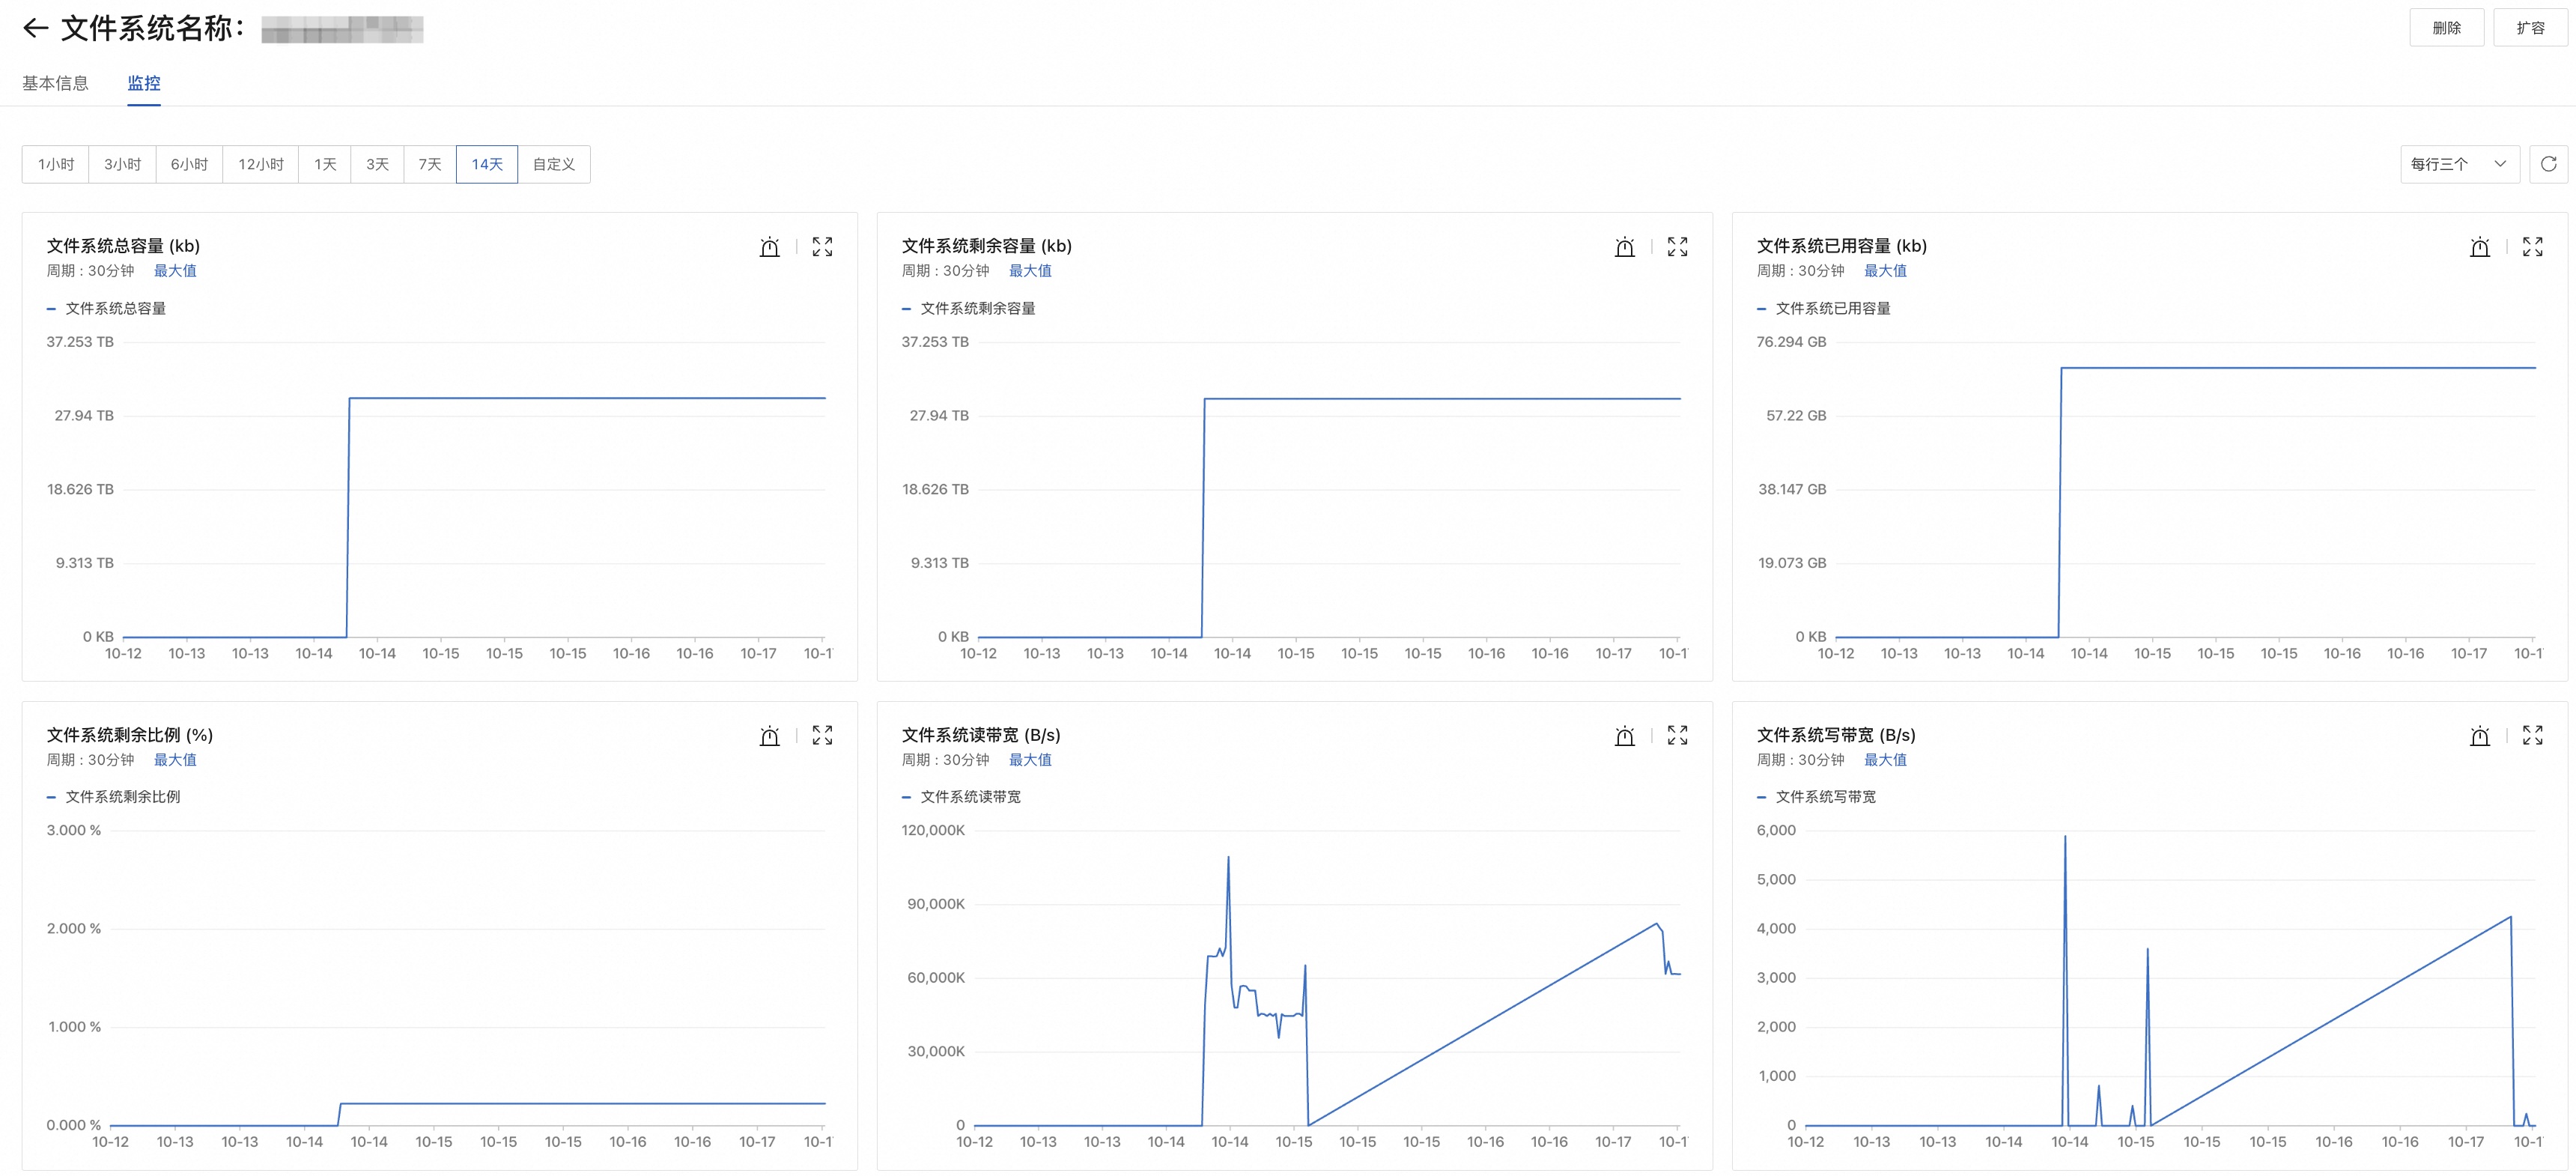 文件系统名称：
删除 扩容
基本信息 监控
1小时 3小时 6小时 12小时 1天 3天 7天 14天 自定义
每行三个
文件系统总容量 (kb)
周期 : 30分钟 最大值
文件系统总容量
37.253 TB
27.94 TB
18.626 TB
9.313 TB
0 KB
10-12 10-13 10-13 10-14 10-14 10-15 10-15 10-15 10-16 10-16 10-17
文件系统剩余容量 (kb)
周期 : 30分钟 最大值
文件系统剩余容量
37.253 TB
27.94 TB
18.626 TB
9.313 TB
0 KB
10-12 10-13 10-13 10-14 10-14 10-15 10-15 10-15 10-16 10-16 10-17
文件系统已用容量 (kb)
周期 : 30分钟 最大值
文件系统已用容量
76.294 GB
57.22 GB
38.147 GB
19.073 GB
0 KB
10-12 10-13 10-13 10-14 10-14 10-15 10-15 10-15 10-16 10-16 10-17
文件系统剩余比例 (%)
周期 : 30分钟 最大值
文件系统剩余比例
3.000 %
2.000 %
1.000 %
0.000 %
10-12 10-13 10-13 10-14 10-14 10-15 10-15 10-15 10-16 10-16 10-17
文件系统读带宽 (B/s)
周期 : 30分钟 最大值
文件系统读带宽
120,000K
90,000K
60,000K
30,000K
0
10-12 10-13 10-13 10-14 10-14 10-15 10-15 10-15 10-16 10-16 10-17
文件系统写带宽 (B/s)
周期 : 30分钟 最大值
文件系统写带宽
6,000
5,000
4,000
3,000
2,000
1,000
0
10-12 10-13 10-13 10-14 10-14 10-15 10-15 10-15 10-16 10-16 10-17